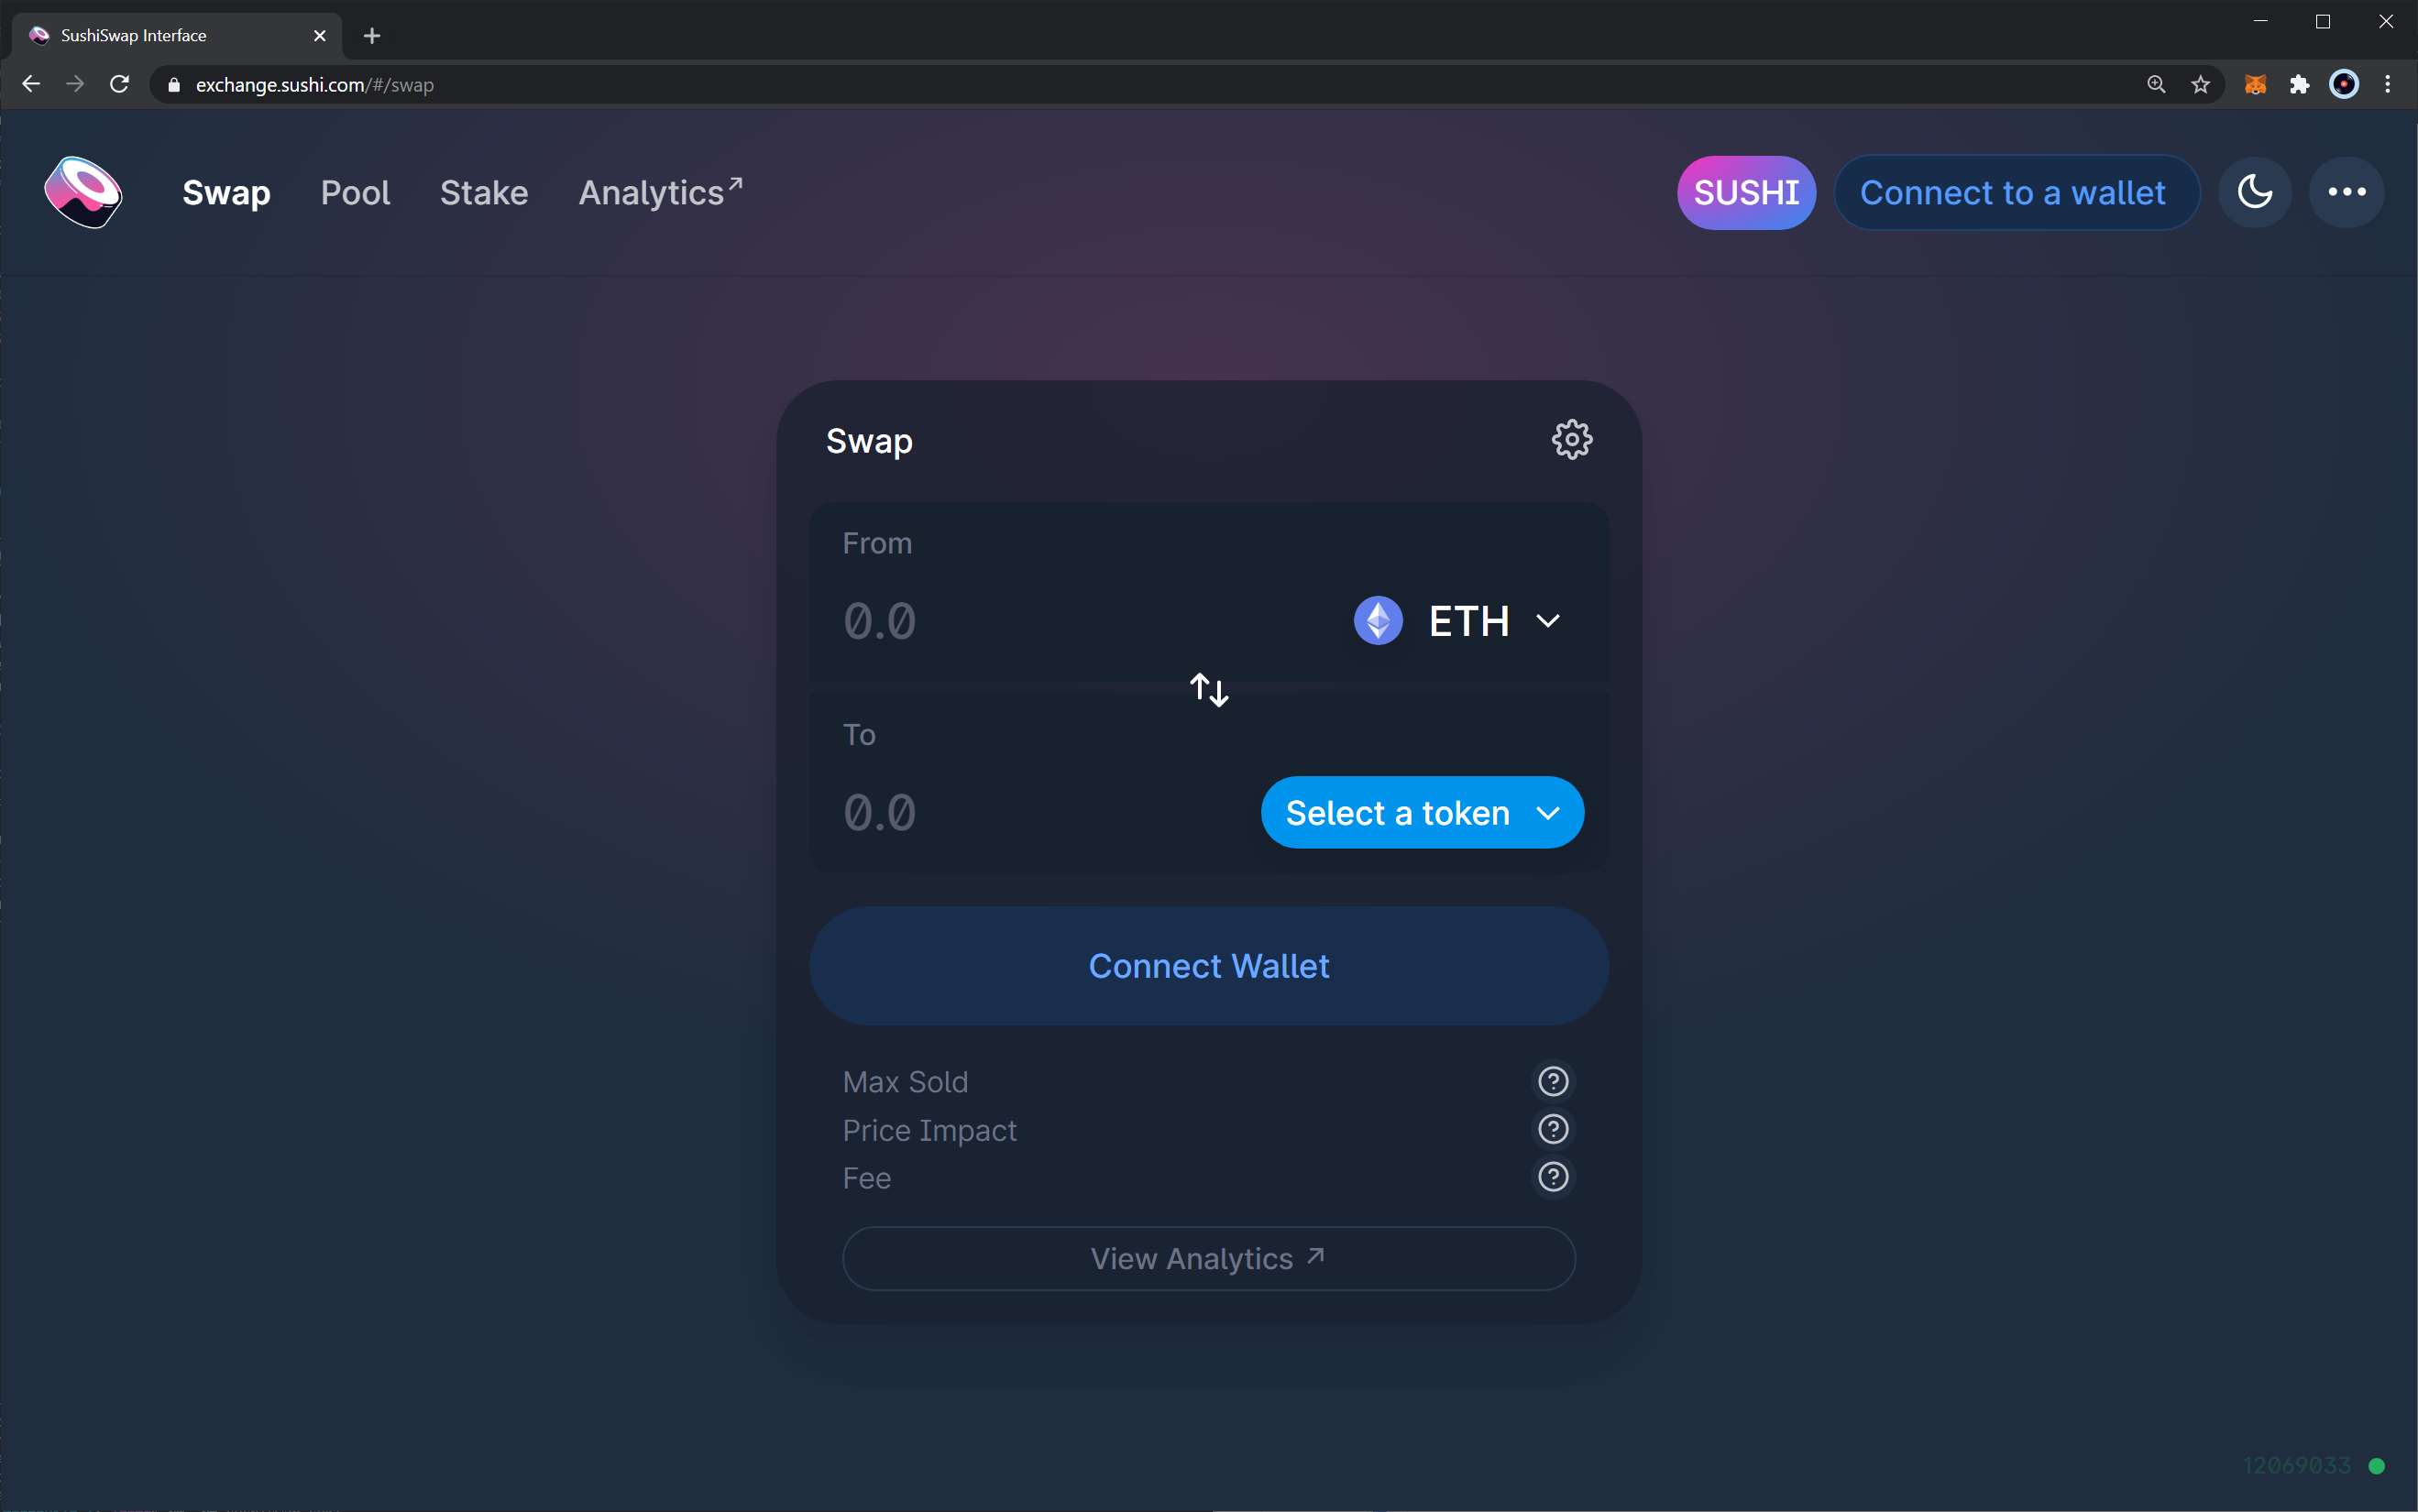 SushiSwap Interface
exchange.sushi.com/#/swap
Swap Pool Stake Analytics↗ SUSHI Connect to a wallet
Swap
From
0.0 ETH
To
0.0 Select a token
Connect Wallet
Max Sold
Price Impact
Fee
View Analytics ↗
12069033